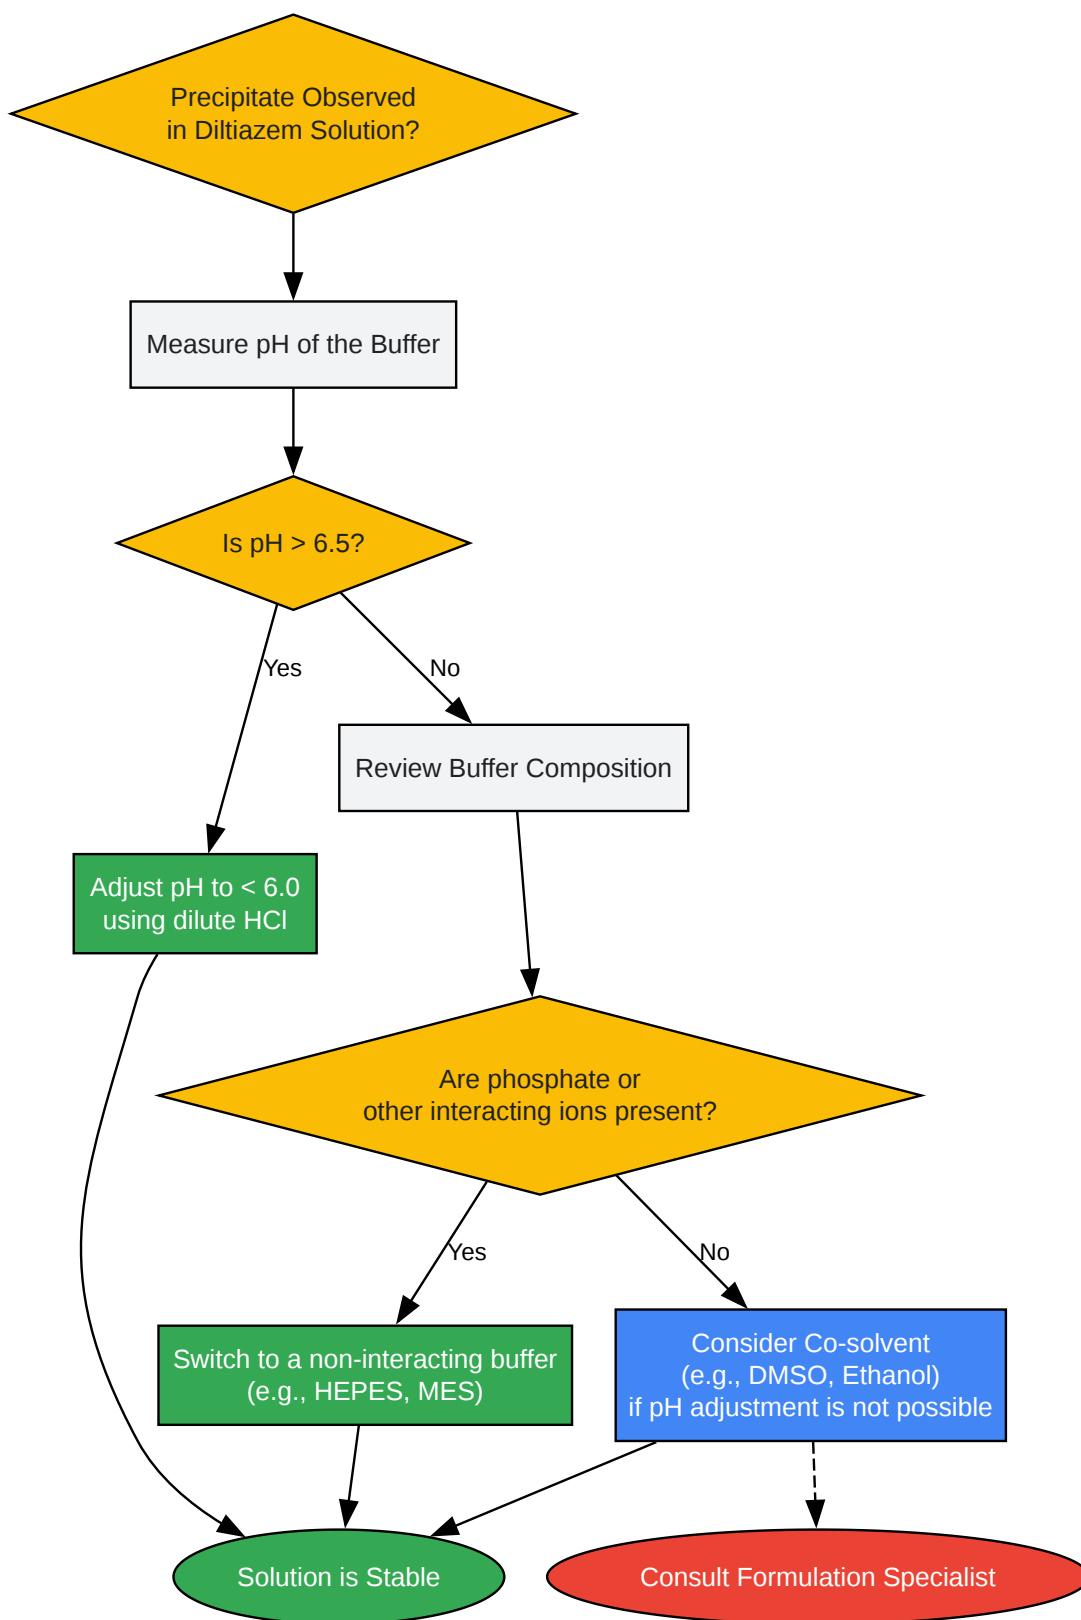 Precipitate Observed
in Diltiazem Solution?
Measure pH of the Buffer
Is pH > 6.5?
Yes
No
Review Buffer Composition
Adjust pH to < 6.0
using dilute HCl
Are phosphate or
other interacting ions present?
Yes
No
Switch to a non-interacting buffer
(e.g., HEPES, MES)
Consider Co-solvent
(e.g., DMSO, Ethanol)
if pH adjustment is not possible
Solution is Stable
Consult Formulation Specialist